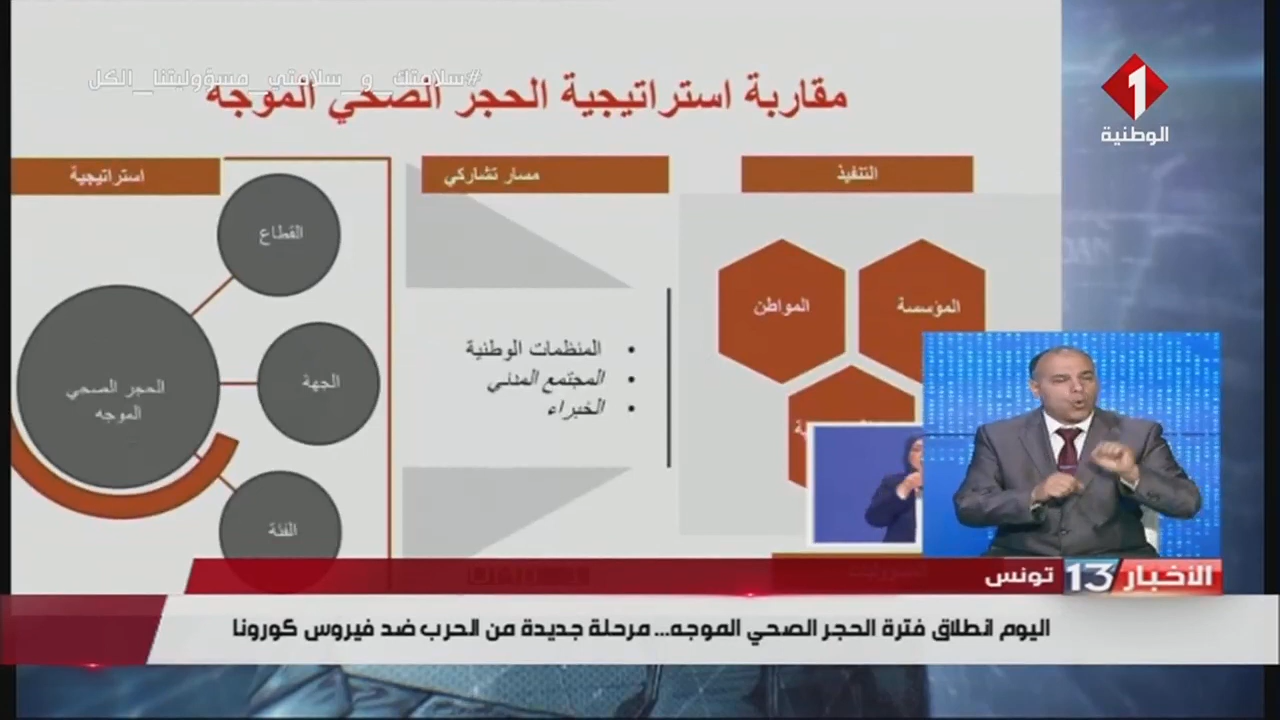 #سلامتك_و_سلامتي_مسؤوليتنا_الكل
1
الوطنية
مقاربة استراتيجية الحجر الصحي الموجه
التنفيذ
مسار تشاركي
استراتيجية
المؤسسة
المواطن
• المنظمات الوطنية
• المجتمع المدني
• الخبراء
القطاع
الجهة
الفئة
الحجر الصحي
الموجه
الأخبار 13 تونس
اليوم انطلاق فترة الحجر الصحي الموجه... مرحلة جديدة من الحرب ضد فيروس كورونا